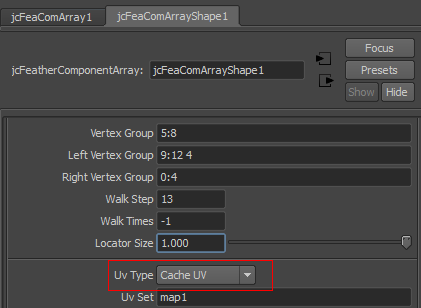 jcFeaComArray1 jcFeaComArrayShape1
Focus
jcFeatherComponentArray: jcFeaComArrayShape1
Presets
Show Hide
Vertex Group 5:8
Left Vertex Group 9:12 4
Right Vertex Group 0:4
Walk Step 13
Walk Times -1
Locator Size 1.000
Uv Type Cache UV
Uv Set map1